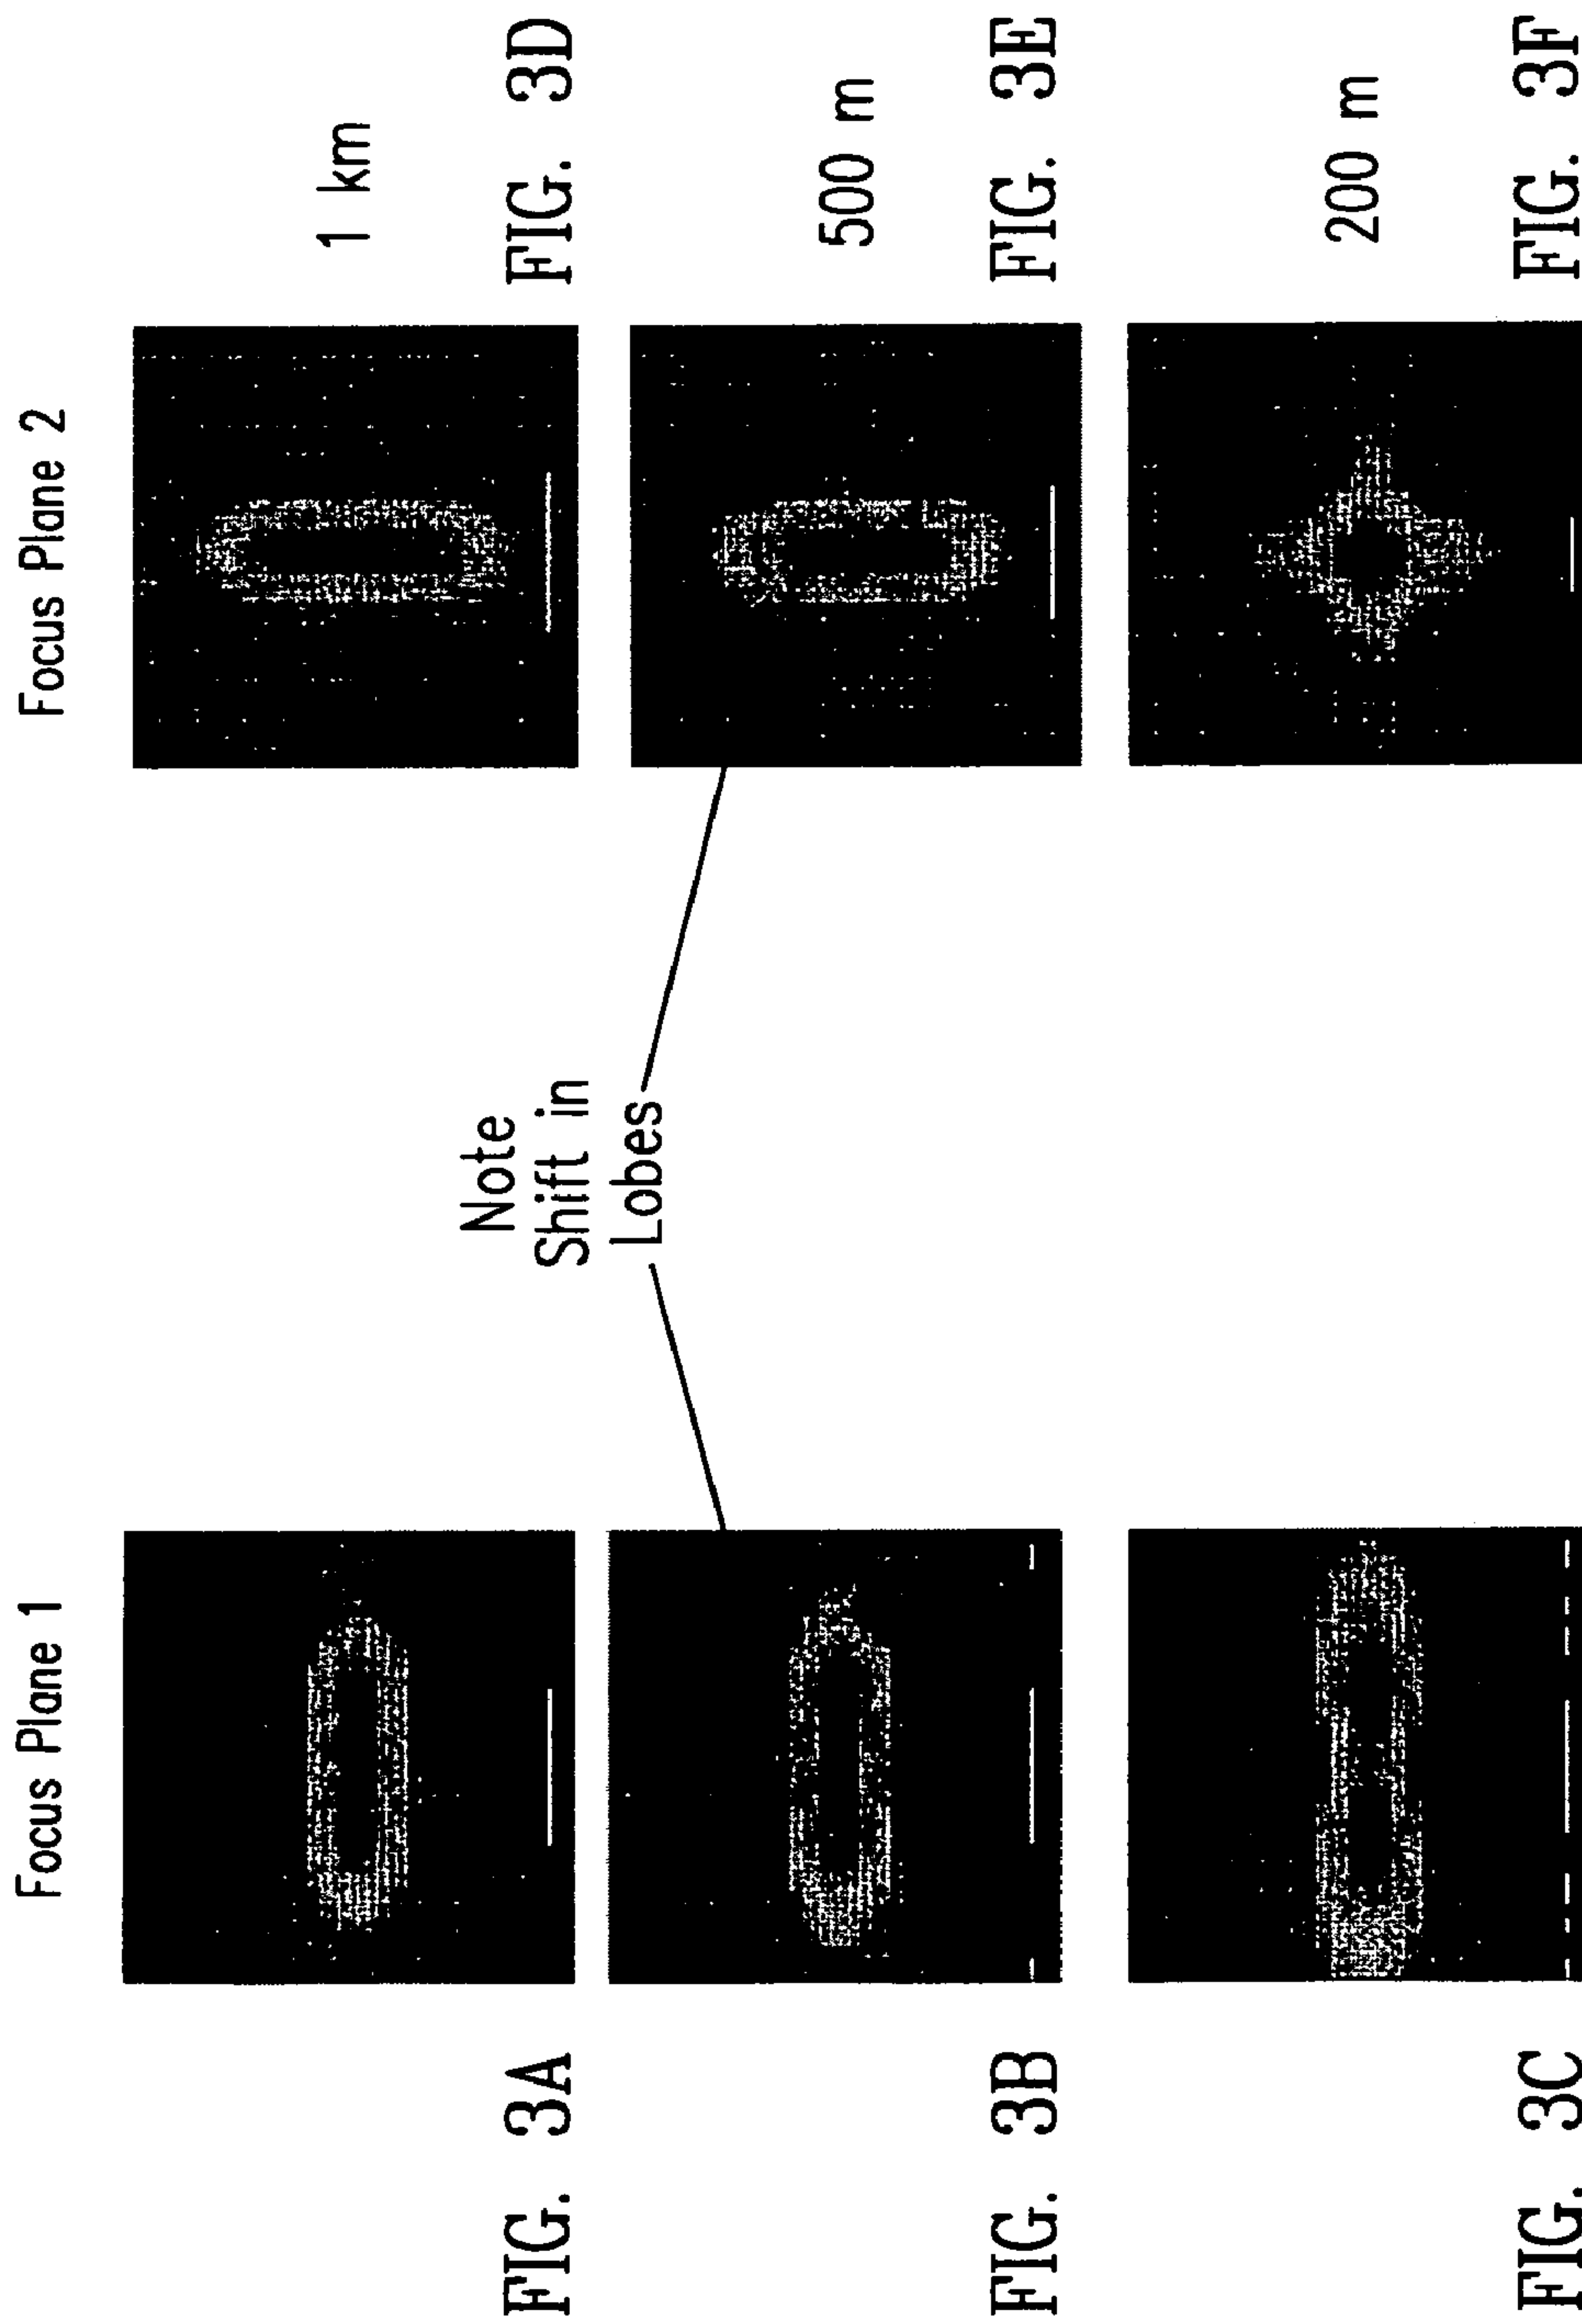 Focus Plane 1
Focus Plane 2
1 km
FIG. 3A
FIG. 3D
Note
Shift in
Lobes
500 m
FIG. 3B
FIG. 3E
200 m
FIG. 3C
FIG. 3F